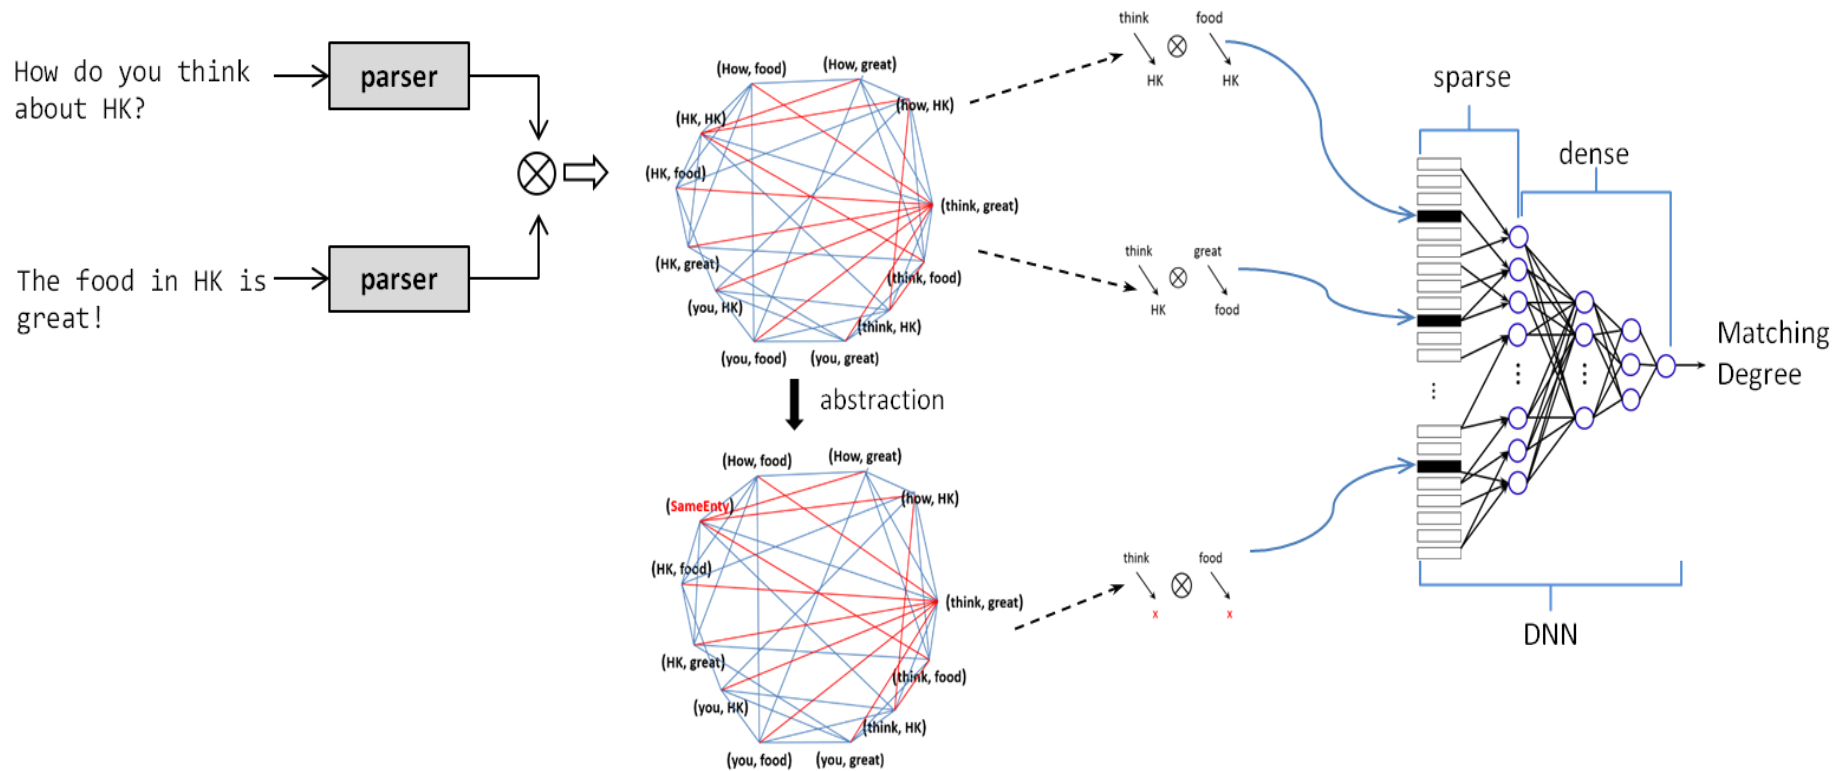 How do you think
about HK?
parser
The food in HK is
great!
parser
(How, food)
(How, great)
(how, HK)
(HK, HK)
(HK, food)
(think, great)
(HK, great)
(think, food)
(you, HK)
(think, HK)
(you, food)
(you, great)
abstraction
(How, food)
(How, great)
(SameEnty)
(how, HK)
(HK, food)
(think, great)
(HK, great)
(think, food)
(you, HK)
(think, HK)
(you, food)
(you, great)
think food
HK HK
think great
HK food
think food
x x
sparse
dense
Matching
Degree
DNN